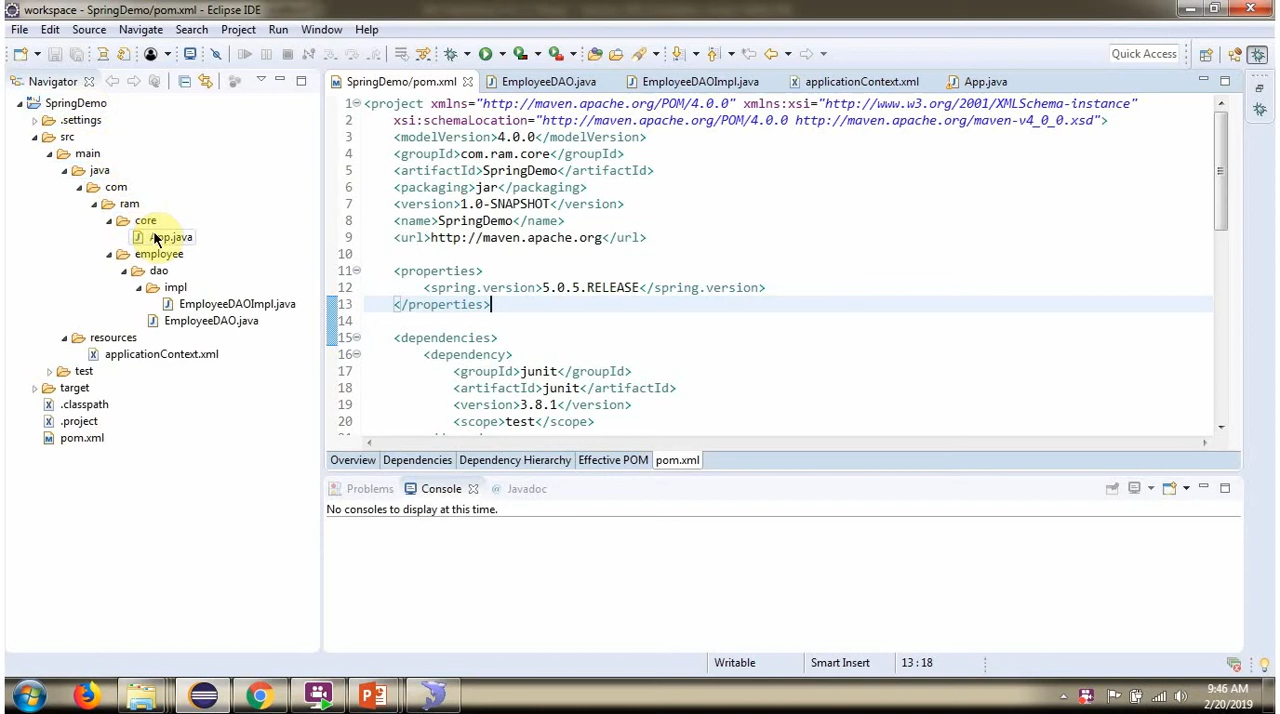 workspace - SpringDemo/pom.xml - Eclipse IDE
File Edit Source Navigate Search Project Run Window Help
Quick Access
Navigator
SpringDemo/pom.xml EmployeeDAO.java EmployeeDAOImpl.java applicationContext.xml App.java
SpringDemo
.settings
src
main
java
com
ram
core
App.java
employee
dao
impl
EmployeeDAOImpl.java
EmployeeDAO.java
resources
applicationContext.xml
test
target
.classpath
.project
pom.xml
1 <project xmlns="http://maven.apache.org/POM/4.0.0" xmlns:xsi="http://www.w3.org/2001/XMLSchema-instance"
2 xsi:schemaLocation="http://maven.apache.org/POM/4.0.0 http://maven.apache.org/maven-v4_0_0.xsd">
3 <modelVersion>4.0.0</modelVersion>
4 <groupId>com.ram.core</groupId>
5 <artifactId>SpringDemo</artifactId>
6 <packaging>jar</packaging>
7 <version>1.0-SNAPSHOT</version>
8 <name>SpringDemo</name>
9 <url>http://maven.apache.org</url>
10
11 <properties>
12 <spring.version>5.0.5.RELEASE</spring.version>
13 </properties>
14
15 <dependencies>
16 <dependency>
17 <groupId>junit</groupId>
18 <artifactId>junit</artifactId>
19 <version>3.8.1</version>
20 <scope>test</scope>
Overview Dependencies Dependency Hierarchy Effective POM pom.xml
Problems Console Javadoc
No consoles to display at this time.
Writable Smart Insert 13 : 18
9:46 AM
2/20/2019